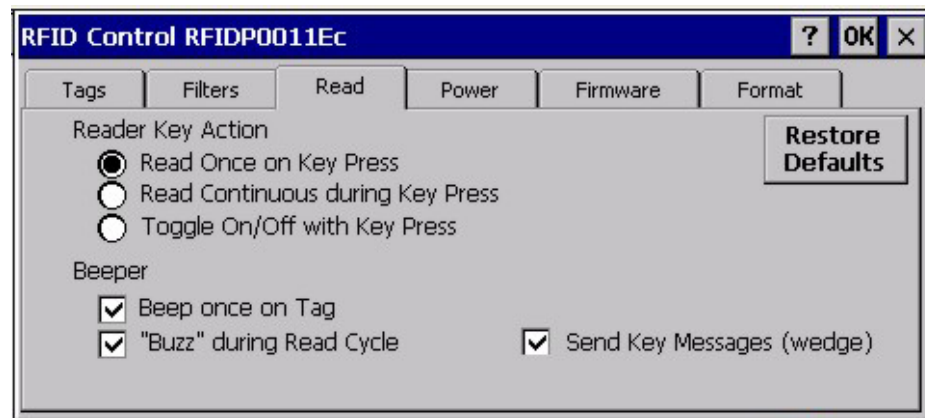 RFID Control RFIDP0011Ec ? OK ×
Tags Filters Read Power Firmware Format
Reader Key Action
Restore Defaults
Read Once on Key Press
Read Continuous during Key Press
Toggle On/Off with Key Press
Beeper
Beep once on Tag
"Buzz" during Read Cycle Send Key Messages (wedge)